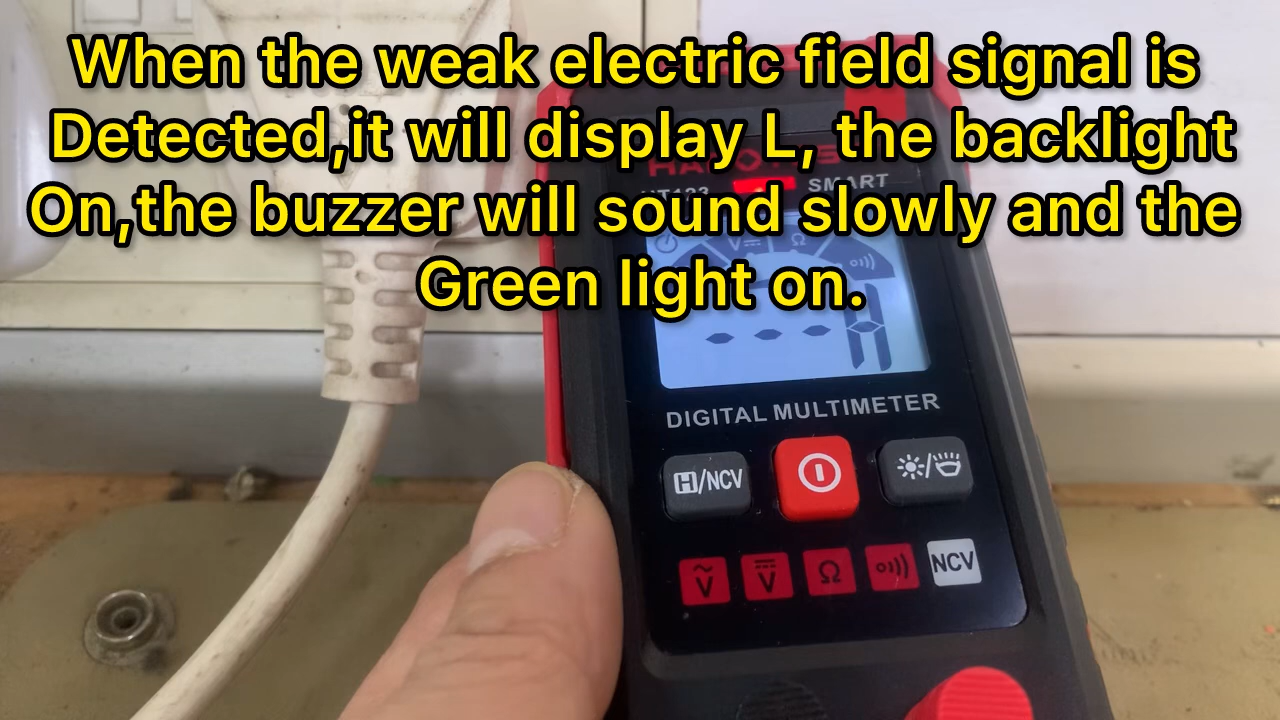 When the weak electric field signal is
Detected,it will display L, the backlight
On,the buzzer will sound slowly and the
Green light on.
SMART
---H
DIGITAL MULTIMETER
H/NCV
V
V
Ω
NCV